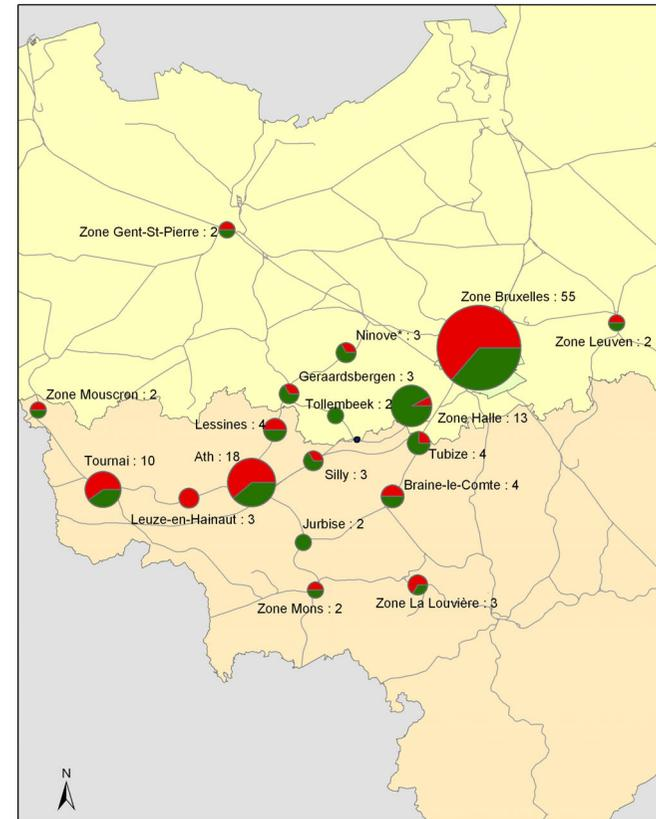 Zone Gent-St-Pierre : 2
Zone Bruxelles : 55
Ninove* : 3
Zone Leuven : 2
Geraardsbergen : 3
Zone Mouscron : 2
Tollembeek : 2
Zone Halle : 13
Lessines : 4
Tubize : 4
Ath : 18
Tournai : 10
Silly : 3
Braine-le-Comte : 4
Leuze-en-Hainaut : 3
Jurbise : 2
Zone La Louvière : 3
Zone Mons : 2
N